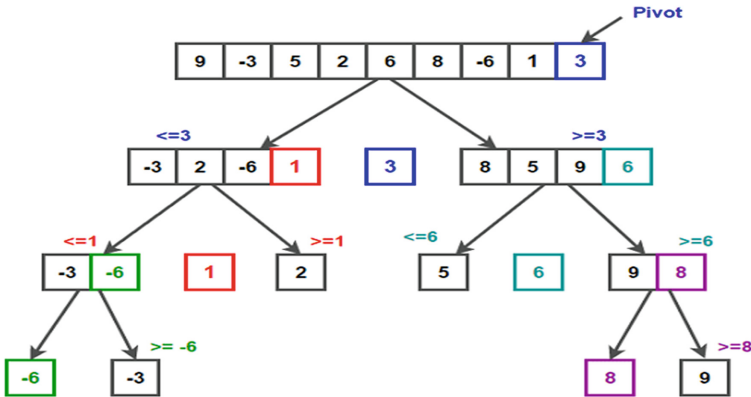 Pivot
9 -3 5 2 6 8 -6 1 3
<=3 >=3
-3 2 -6 1 3 8 5 9 6
<=1 >=1 <=6 >=6
-3 -6 1 2 5 6 9 8
>= -6 >=8
-6 -3 8 9